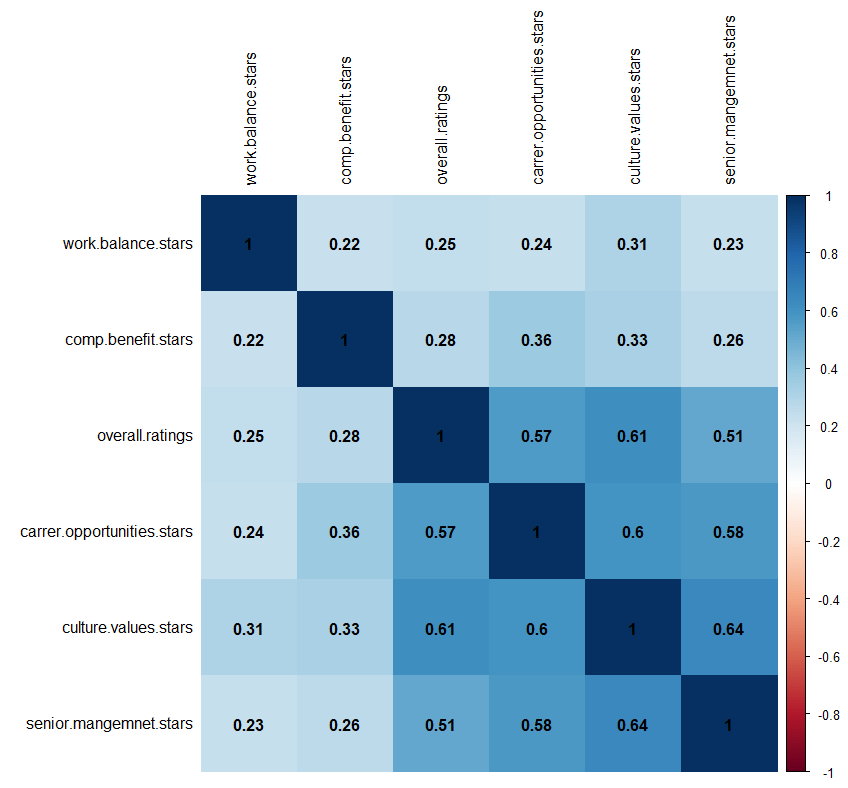 work.balance.stars
comp.benefit.stars
overall.ratings
carrer.opportunities.stars
culture.values.stars
senior.mangemnet.stars
work.balance.stars 1 0.22 0.25 0.24 0.31 0.23
comp.benefit.stars 0.22 1 0.28 0.36 0.33 0.26
overall.ratings 0.25 0.28 1 0.57 0.61 0.51
carrer.opportunities.stars 0.24 0.36 0.57 1 0.6 0.58
culture.values.stars 0.31 0.33 0.61 0.6 1 0.64
senior.mangemnet.stars 0.23 0.26 0.51 0.58 0.64 1
1
0.8
0.6
0.4
0.2
0
-0.2
-0.4
-0.6
-0.8
-1